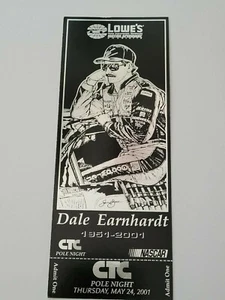 LOWE'S
Dale Earnhardt
1951-2001
CTC
POLE NIGHT
NASCAR
Admit One
CTC
POLE NIGHT
THURSDAY, MAY 24, 2001
Admit One